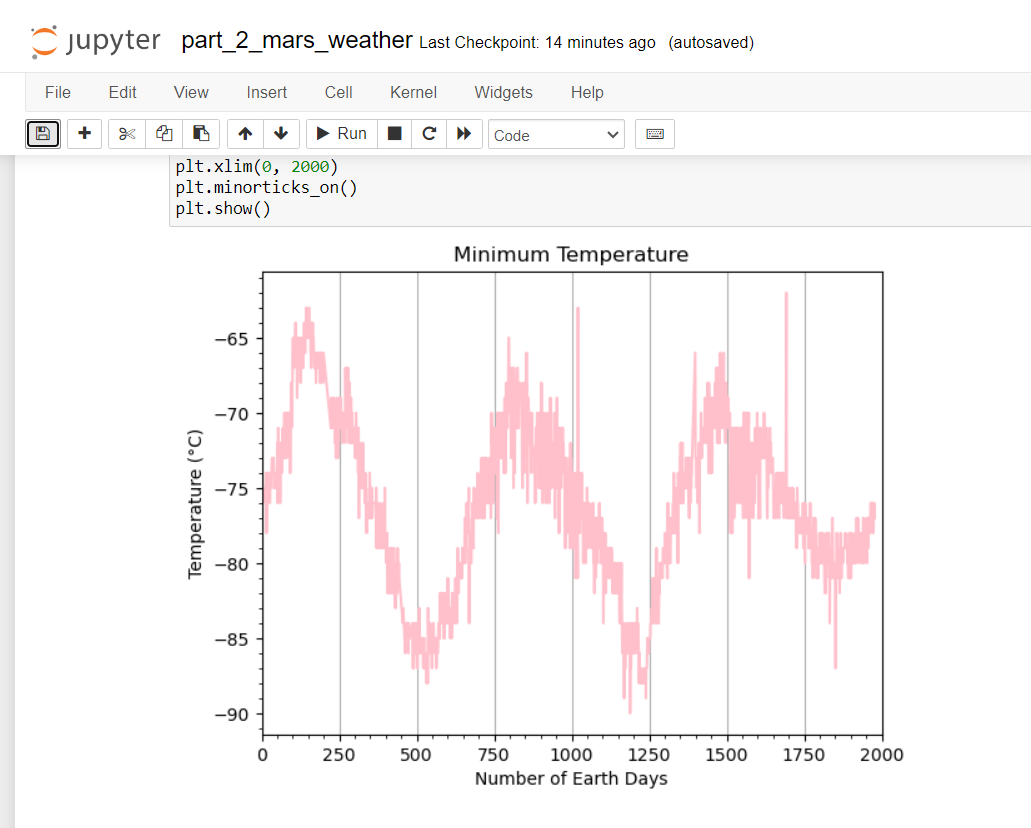 jupyter part_2_mars_weather Last Checkpoint: 14 minutes ago (autosaved)
File Edit View Insert Cell Kernel Widgets Help
Run Code
plt.xlim(0, 2000)
plt.minorticks_on()
plt.show()
Minimum Temperature
−65
−70
−75
−80
−85
−90
Temperature (°C)
0 250 500 750 1000 1250 1500 1750 2000
Number of Earth Days